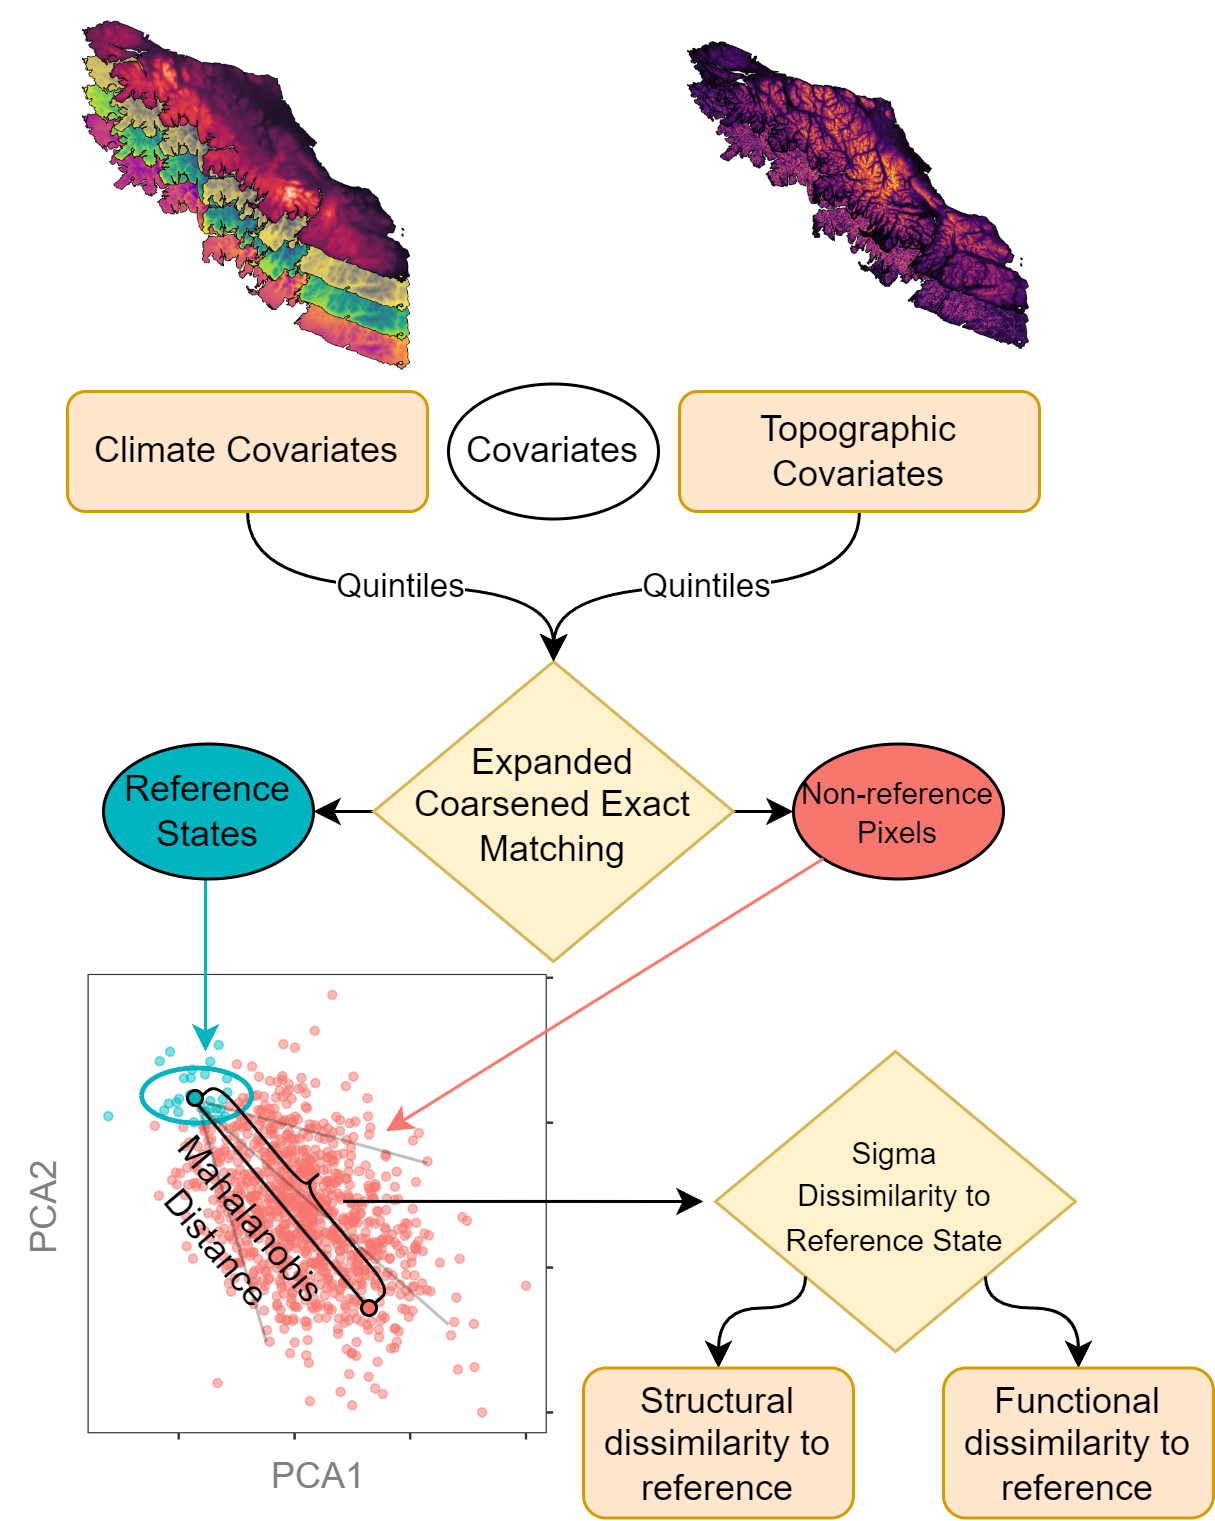 Climate Covariates
Covariates
Topographic
Covariates
Quintiles
Quintiles
Expanded
Coarsened Exact
Matching
Reference
States
Non-reference
Pixels
Mahalanobis
Distance
PCA2
PCA1
Sigma
Dissimilarity to
Reference State
Structural
dissimilarity to
reference
Functional
dissimilarity to
reference